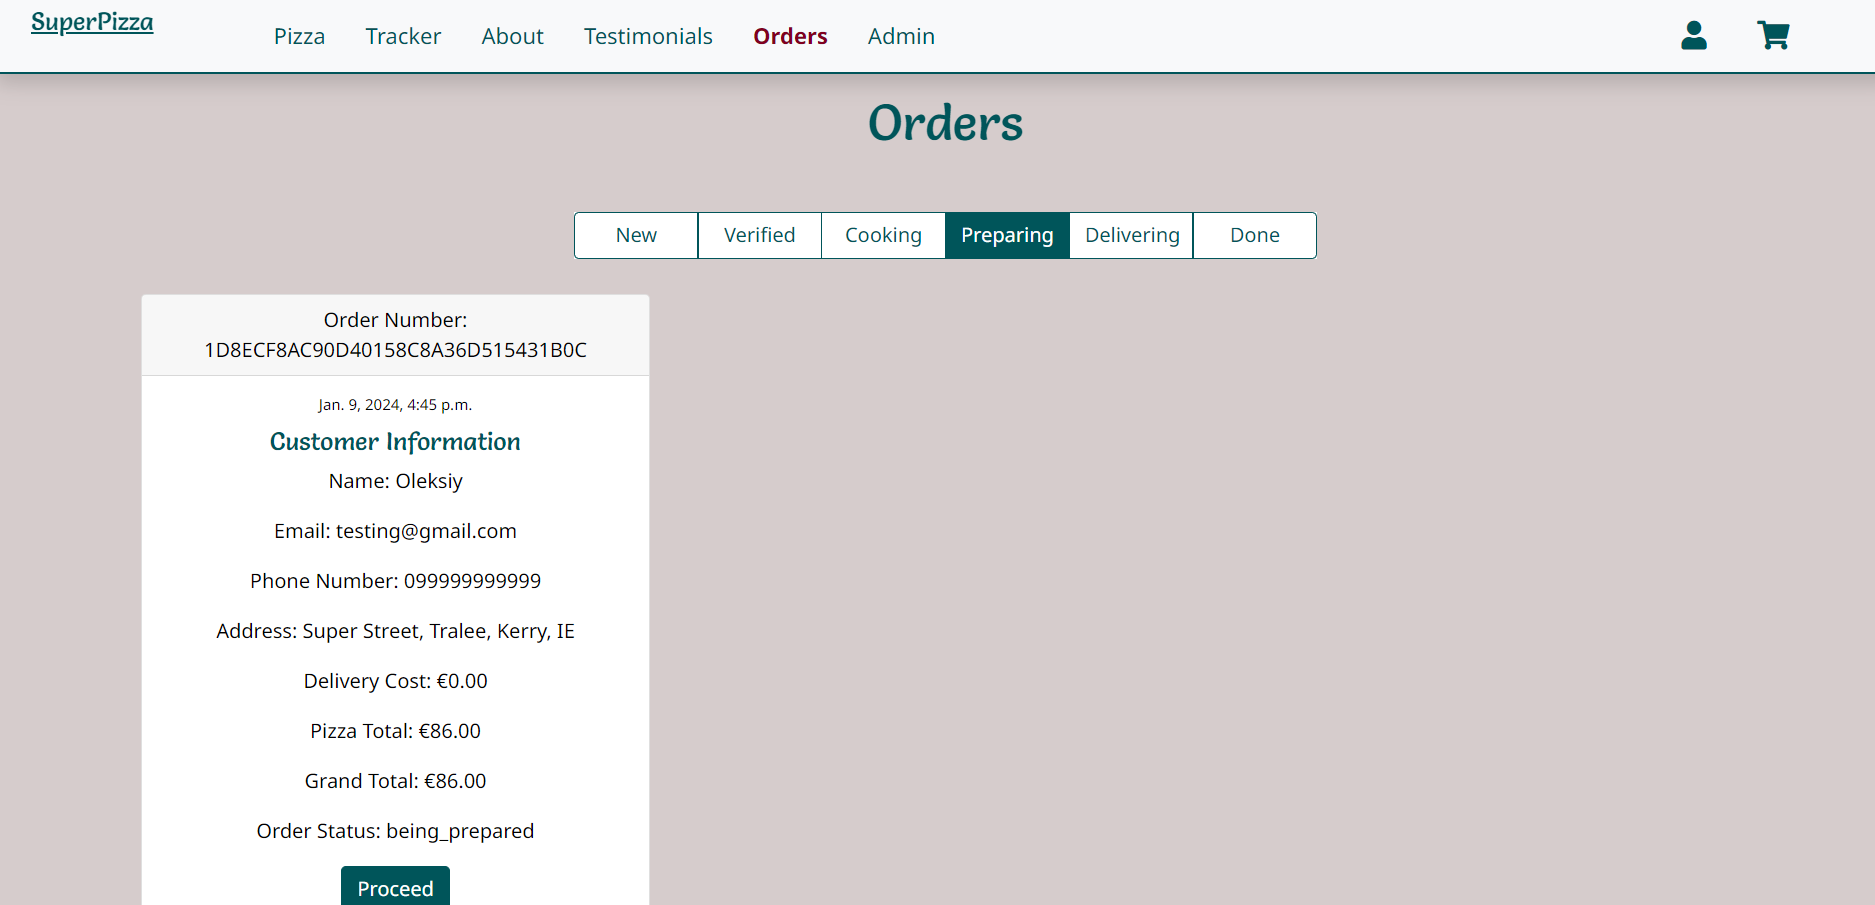 SuperPizza
Pizza Tracker About Testimonials Orders Admin
Orders
New Verified Cooking Preparing Delivering Done
Order Number:
1D8ECF8AC90D40158C8A36D515431B0C
Jan. 9, 2024, 4:45 p.m.
Customer Information
Name: Oleksiy
Email: testing@gmail.com
Phone Number: 099999999999
Address: Super Street, Tralee, Kerry, IE
Delivery Cost: €0.00
Pizza Total: €86.00
Grand Total: €86.00
Order Status: being_prepared
Proceed